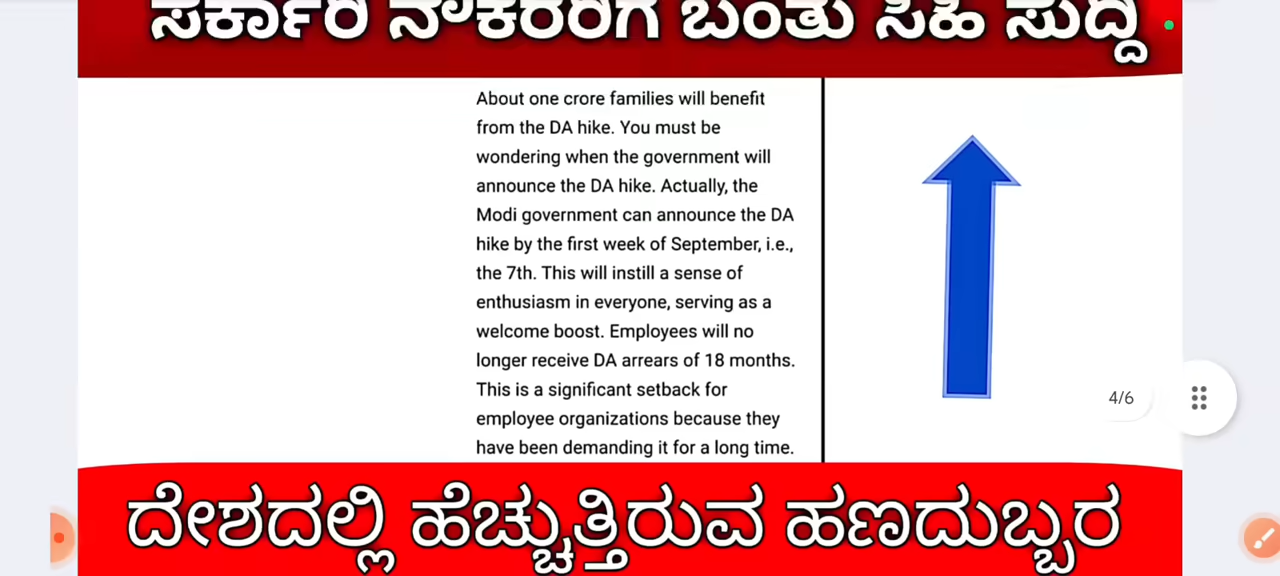 ಸರ್ಕಾರಿ ನೌಕರರಿಗೆ ಬಂತು ಸಿಹಿ ಸುದ್ದಿ
About one crore families will benefit
from the DA hike. You must be
wondering when the government will
announce the DA hike. Actually, the
Modi government can announce the DA
hike by the first week of September, i.e.,
the 7th. This will instill a sense of
enthusiasm in everyone, serving as a
welcome boost. Employees will no
longer receive DA arrears of 18 months.
This is a significant setback for
employee organizations because they
have been demanding it for a long time.
4/6
ದೇಶದಲ್ಲಿ ಹೆಚ್ಚುತ್ತಿರುವ ಹಣದುಬ್ಬರ